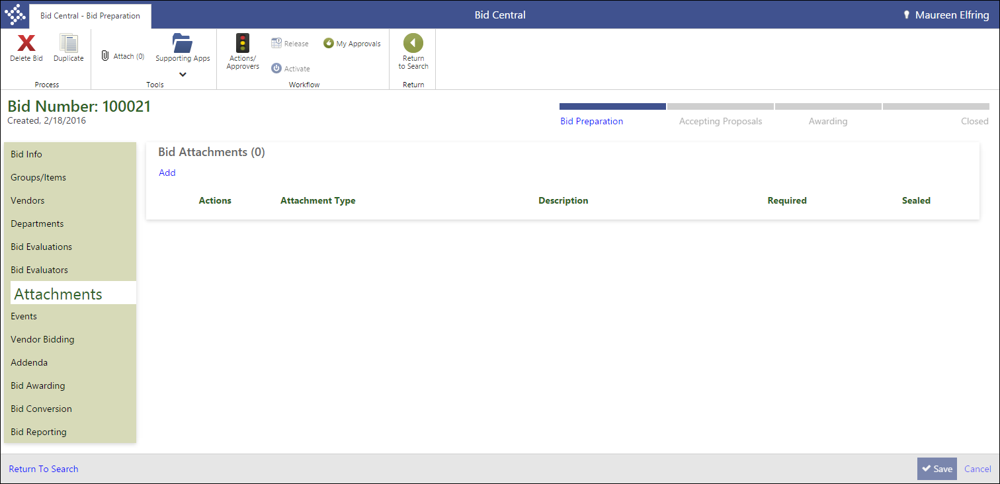 Bid Central - Bid Preparation
Bid Central
Maureen Elfring
Delete Bid
Duplicate
Process
Attach (0)
Supporting Apps
Tools
Actions/
Approvers
Release
My Approvals
Activate
Workflow
Return
to Search
Return
Bid Number: 100021
Created, 2/18/2016
Bid Preparation
Accepting Proposals
Awarding
Closed
Bid Info
Groups/Items
Vendors
Departments
Bid Evaluations
Bid Evaluators
Attachments
Events
Vendor Bidding
Addenda
Bid Awarding
Bid Conversion
Bid Reporting
Bid Attachments (0)
Add
Actions Attachment Type Description Required Sealed
Return To Search
Save
Cancel